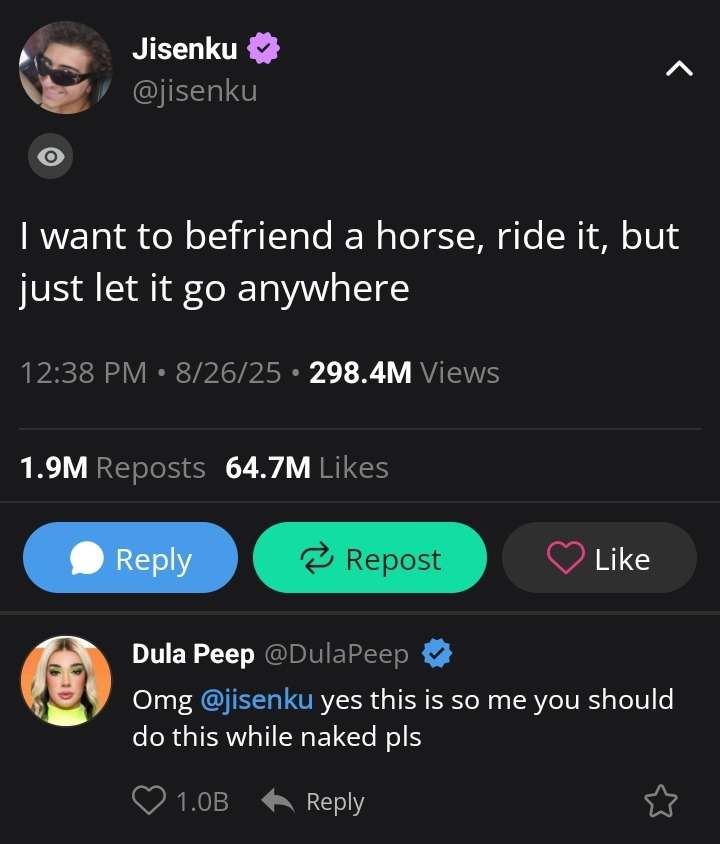 Jisenku
@jisenku
I want to befriend a horse, ride it, but
just let it go anywhere
12:38 PM • 8/26/25 • 298.4M Views
1.9M Reposts 64.7M Likes
Reply Repost Like
Dula Peep @DulaPeep
Omg @jisenku yes this is so me you should
do this while naked pls
1.0B Reply